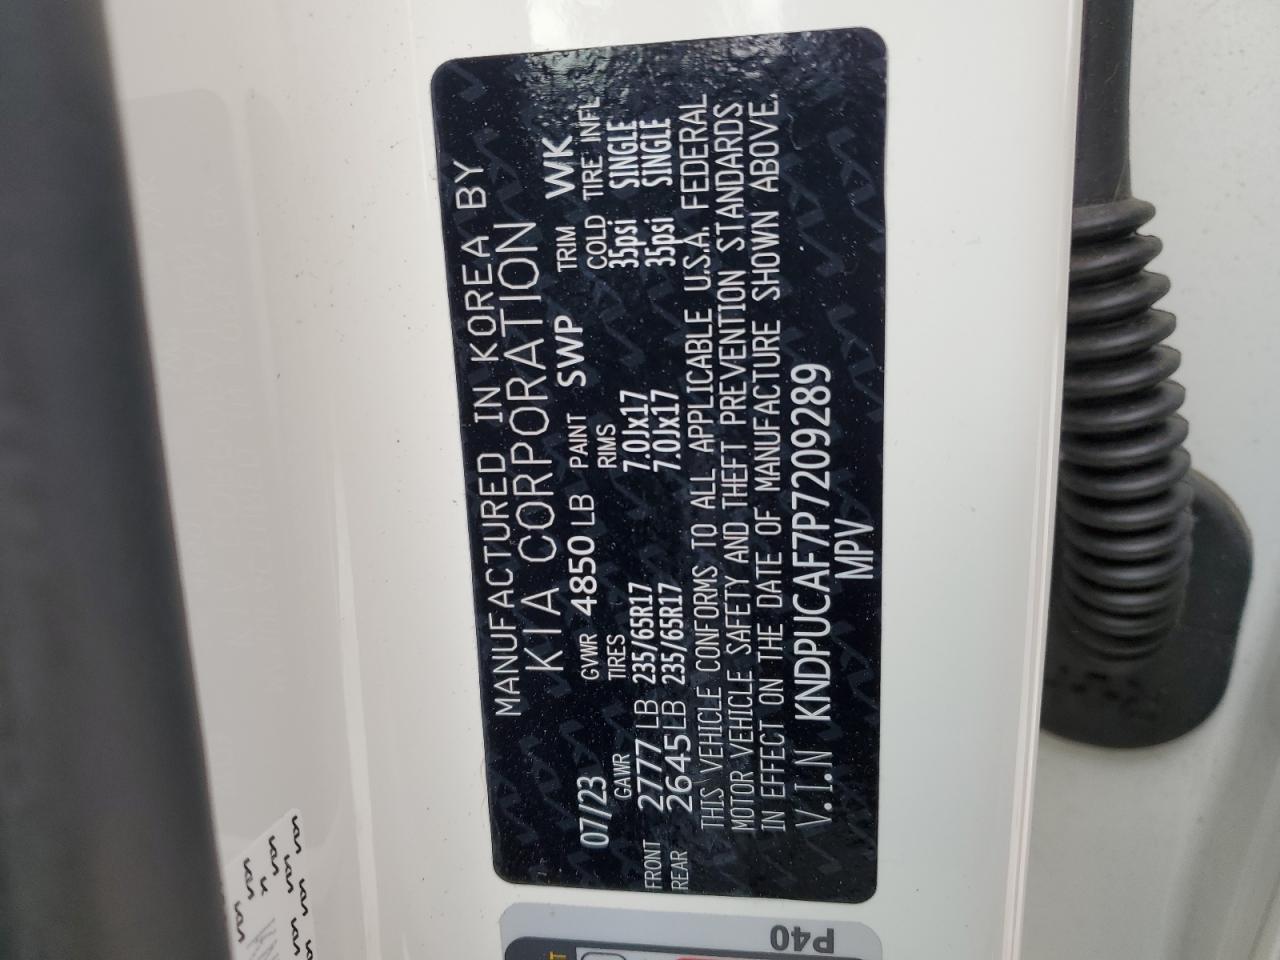 MANUFACTURED IN KOREA BY
KIA CORPORATION
07/23 GVWR 4850 LB PAINT SWP TRIM WK
GAWR TIRES RIMS COLD TIRE INFL
FRONT 2777 LB 235/65R17 7.0Jx17 35psi SINGLE
REAR 2645 LB 235/65R17 7.0Jx17 35psi SINGLE
THIS VEHICLE CONFORMS TO ALL APPLICABLE U.S.A. FEDERAL
MOTOR VEHICLE SAFETY AND THEFT PREVENTION STANDARDS
IN EFFECT ON THE DATE OF MANUFACTURE SHOWN ABOVE.
V.I.N KNDPUCAF7P7209289
MPV
P40